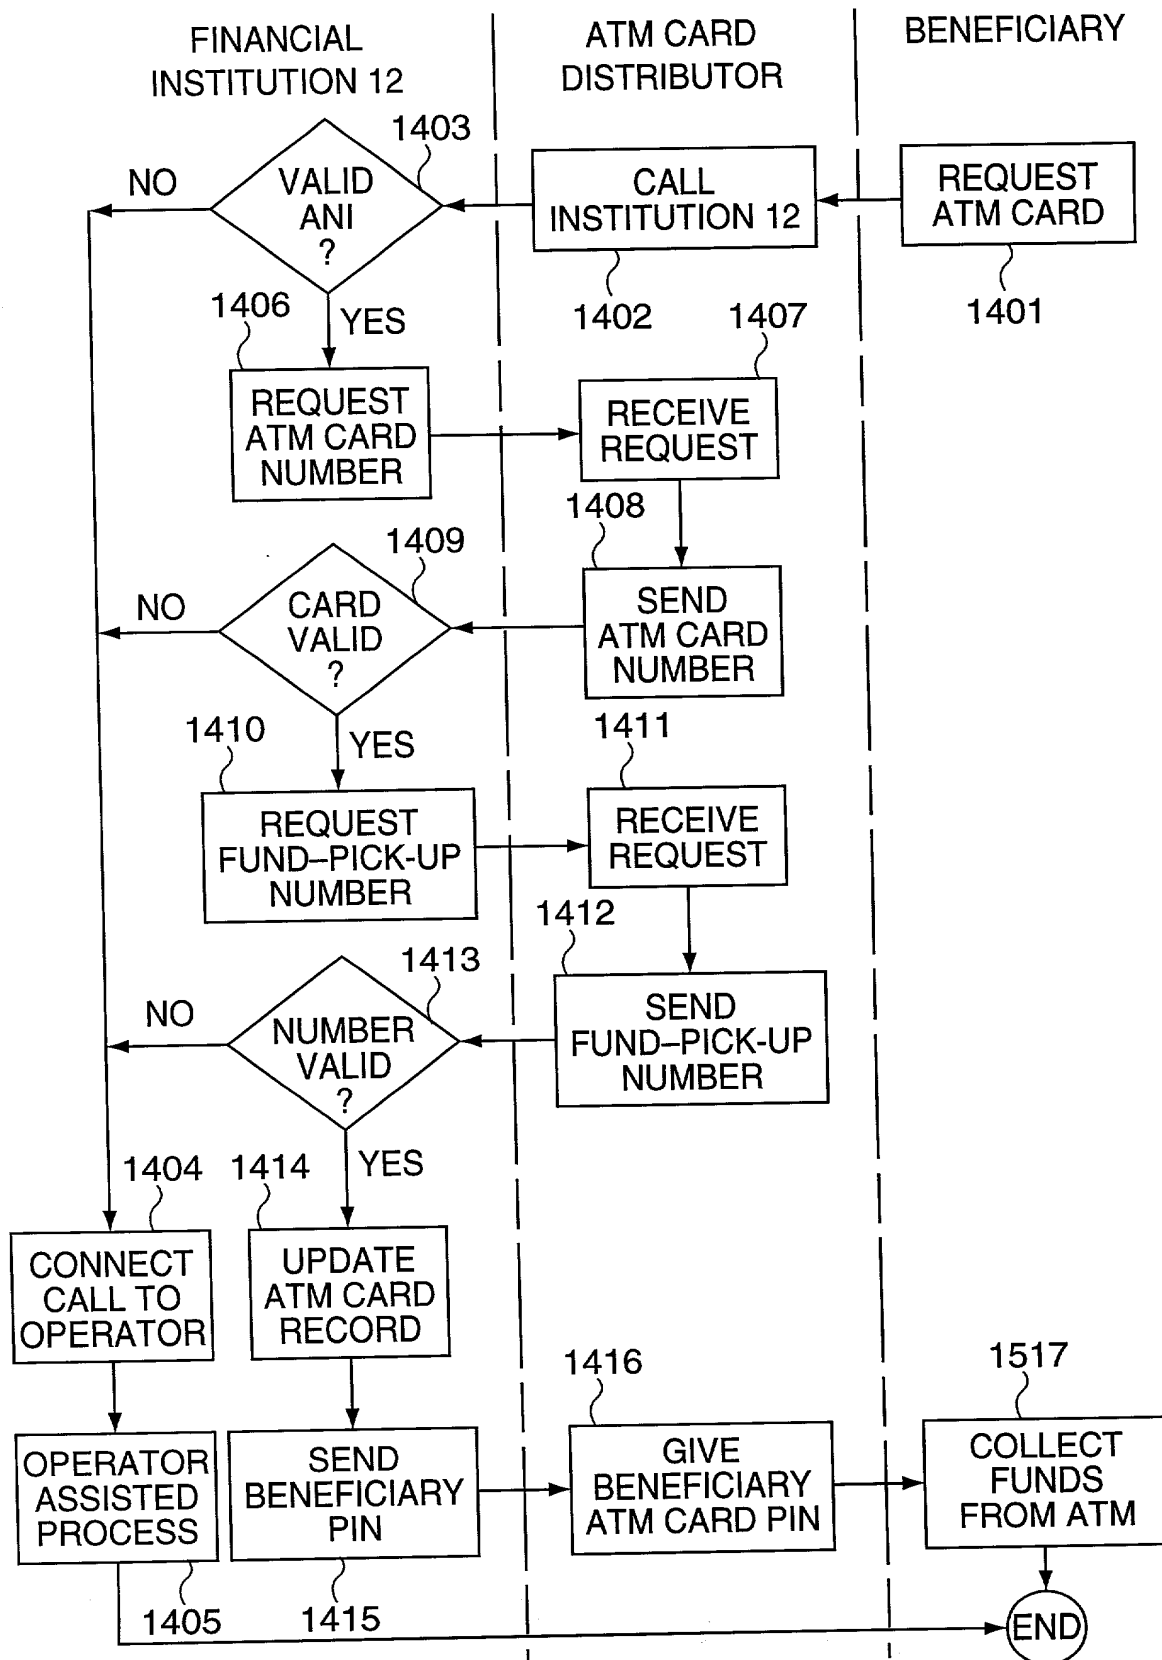 FINANCIAL
INSTITUTION 12
ATM CARD
DISTRIBUTOR
BENEFICIARY
1403
NO
VALID
ANI
?
CALL
INSTITUTION 12
REQUEST
ATM CARD
1402
1401
1406
YES
1407
REQUEST
ATM CARD
NUMBER
RECEIVE
REQUEST
1408
1409
NO
CARD
VALID
?
SEND
ATM CARD
NUMBER
1410
YES
1411
REQUEST
FUND–PICK-UP
NUMBER
RECEIVE
REQUEST
1412
1413
NO
NUMBER
VALID
?
SEND
FUND–PICK-UP
NUMBER
1404
1414
YES
CONNECT
CALL TO
OPERATOR
UPDATE
ATM CARD
RECORD
1416
1517
OPERATOR
ASSISTED
PROCESS
SEND
BENEFICIARY
PIN
GIVE
BENEFICIARY
ATM CARD PIN
COLLECT
FUNDS
FROM ATM
1405
1415
END